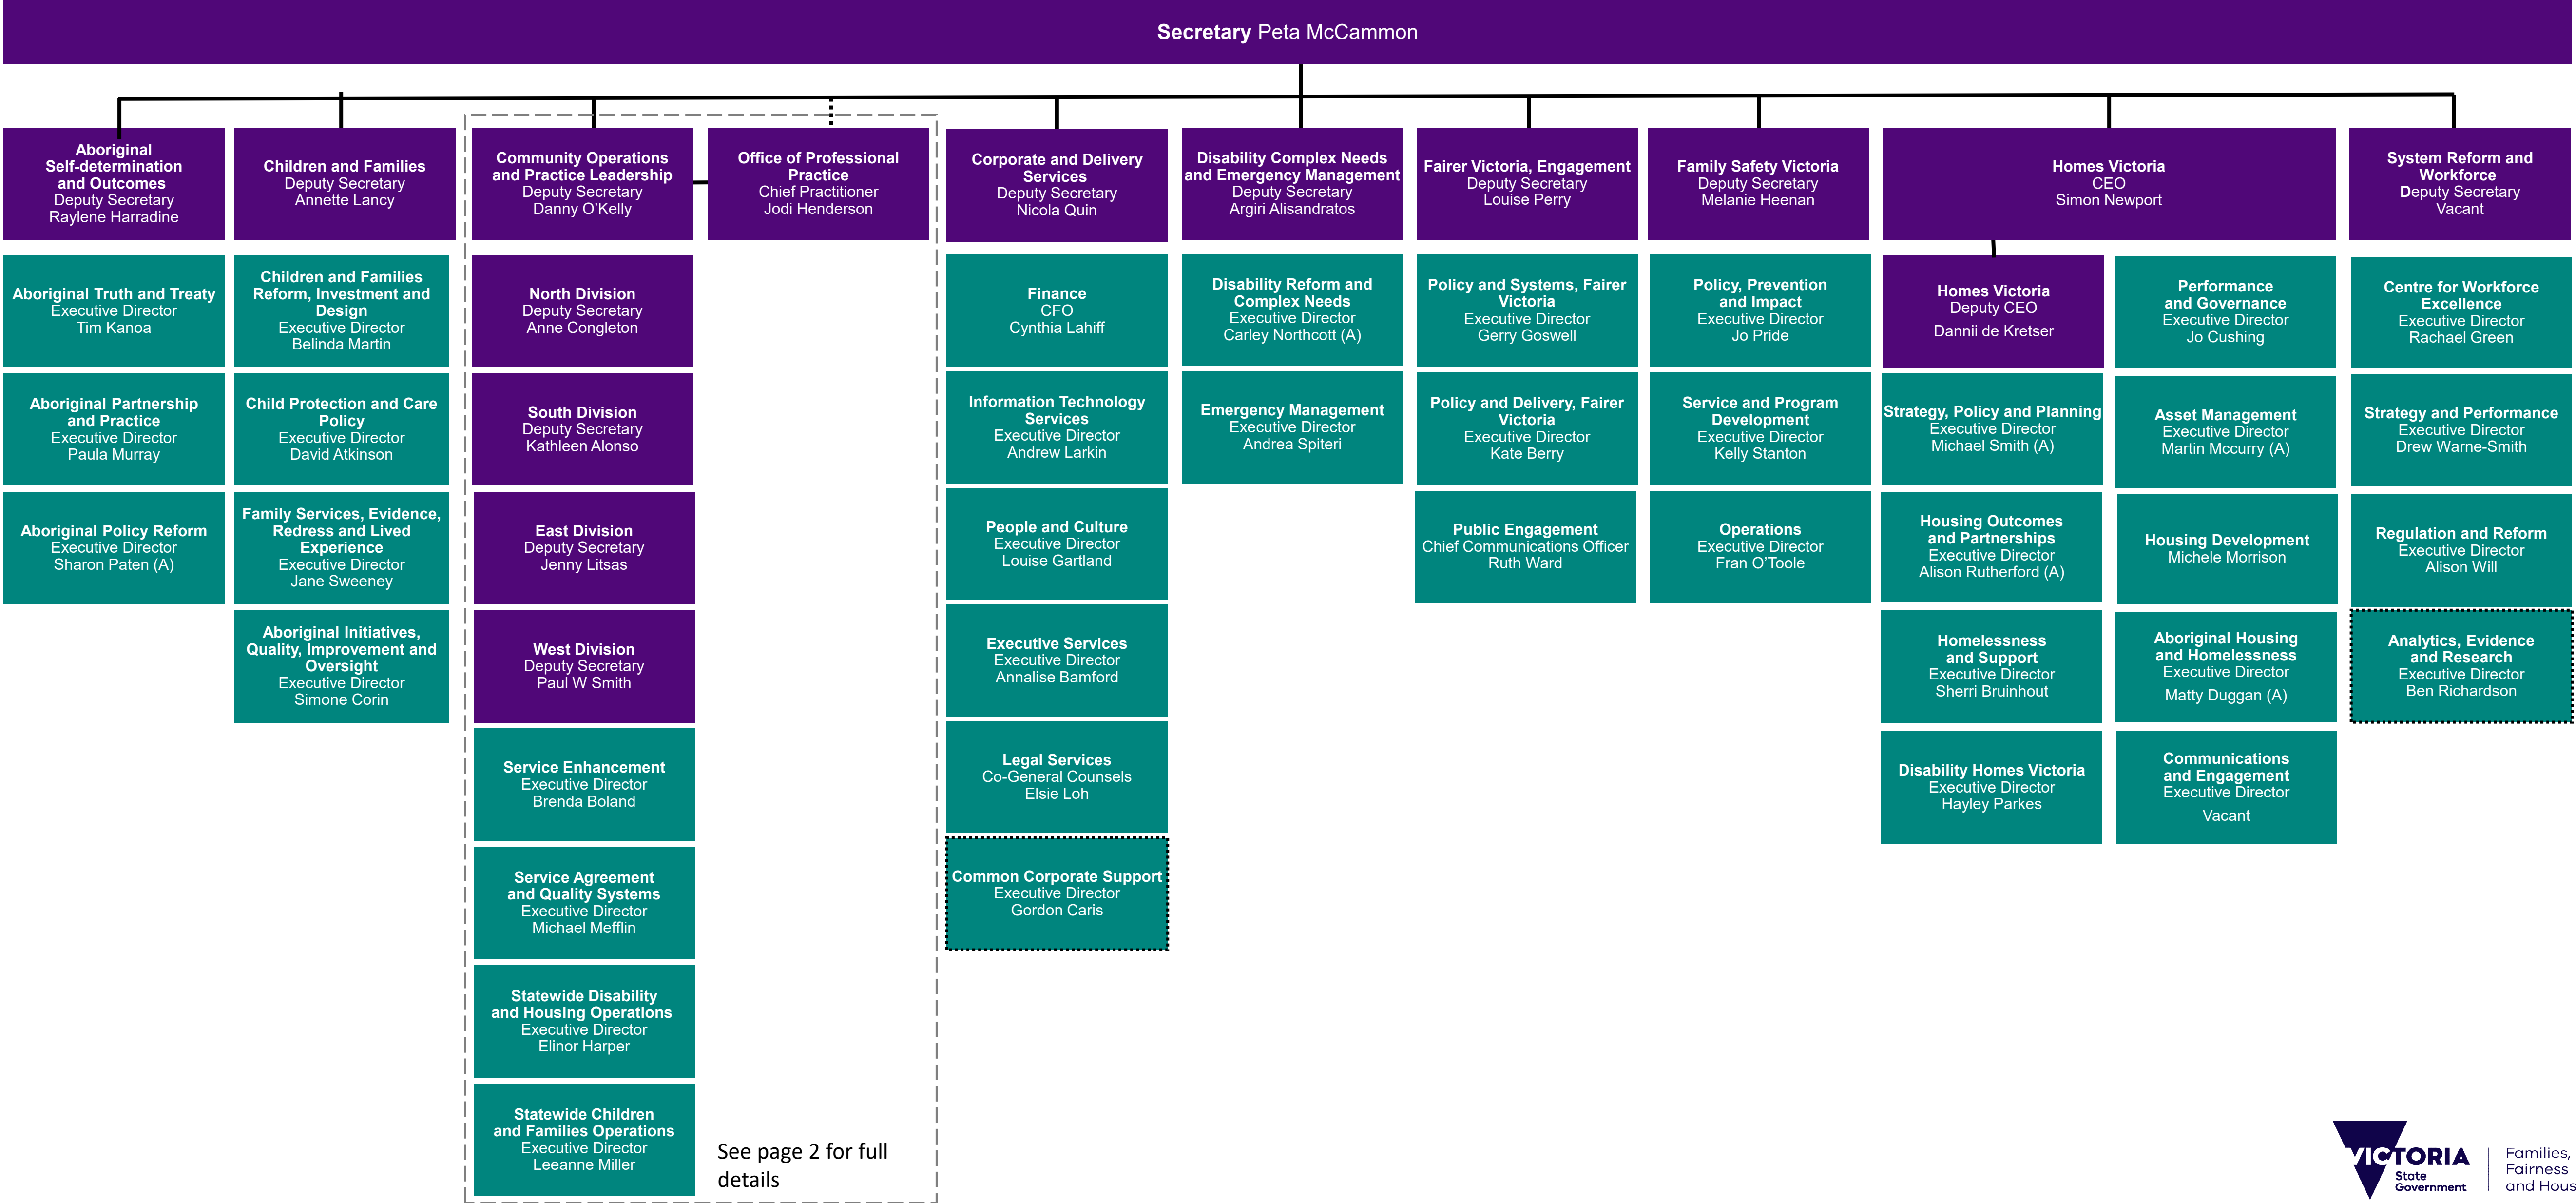 Secretary Peta McCammon
Aboriginal
Self-determination
and Outcomes
Deputy Secretary
Raylene Harradine
Children and Families
Deputy Secretary
Annette Lancy
Community Operations
and Practice Leadership
Deputy Secretary
Danny O’Kelly
Office of Professional
Practice
Chief Practitioner
Jodi Henderson
Corporate and Delivery
Services
Deputy Secretary
Nicola Quin
Disability Complex Needs
and Emergency Management
Deputy Secretary
Argiri Alisandratos
Fairer Victoria, Engagement
Deputy Secretary
Louise Perry
Family Safety Victoria
Deputy Secretary
Melanie Heenan
Homes Victoria
CEO
Simon Newport
System Reform and
Workforce
Deputy Secretary
Vacant
Aboriginal Truth and Treaty
Executive Director
Tim Kanoa
Aboriginal Partnership
and Practice
Executive Director
Paula Murray
Aboriginal Policy Reform
Executive Director
Sharon Paten (A)
Children and Families
Reform, Investment and
Design
Executive Director
Belinda Martin
Child Protection and Care
Policy
Executive Director
David Atkinson
Family Services, Evidence,
Redress and Lived
Experience
Executive Director
Jane Sweeney
Aboriginal Initiatives,
Quality, Improvement and
Oversight
Executive Director
Simone Corin
North Division
Deputy Secretary
Anne Congleton
South Division
Deputy Secretary
Kathleen Alonso
East Division
Deputy Secretary
Jenny Litsas
West Division
Deputy Secretary
Paul W Smith
Service Enhancement
Executive Director
Brenda Boland
Service Agreement
and Quality Systems
Executive Director
Michael Mefflin
Statewide Disability
and Housing Operations
Executive Director
Elinor Harper
Statewide Children
and Families Operations
Executive Director
Leeanne Miller
See page 2 for full
details
Finance
CFO
Cynthia Lahiff
Information Technology
Services
Executive Director
Andrew Larkin
People and Culture
Executive Director
Louise Gartland
Executive Services
Executive Director
Annalise Bamford
Legal Services
Co-General Counsels
Elsie Loh
Common Corporate Support
Executive Director
Gordon Caris
Disability Reform and
Complex Needs
Executive Director
Carley Northcott (A)
Emergency Management
Executive Director
Andrea Spiteri
Policy and Systems, Fairer
Victoria
Executive Director
Gerry Goswell
Policy and Delivery, Fairer
Victoria
Executive Director
Kate Berry
Public Engagement
Chief Communications Officer
Ruth Ward
Policy, Prevention
and Impact
Executive Director
Jo Pride
Service and Program
Development
Executive Director
Kelly Stanton
Operations
Executive Director
Fran O’Toole
Homes Victoria
Deputy CEO
Dannii de Kretser
Strategy, Policy and Planning
Executive Director
Michael Smith (A)
Housing Outcomes
and Partnerships
Executive Director
Alison Rutherford (A)
Homelessness
and Support
Executive Director
Sherri Bruinhout
Disability Homes Victoria
Executive Director
Hayley Parkes
Performance
and Governance
Executive Director
Jo Cushing
Asset Management
Executive Director
Martin Mccurry (A)
Housing Development
Michele Morrison
Aboriginal Housing
and Homelessness
Executive Director
Matty Duggan (A)
Communications
and Engagement
Executive Director
Vacant
Centre for Workforce
Excellence
Executive Director
Rachael Green
Strategy and Performance
Executive Director
Drew Warne-Smith
Regulation and Reform
Executive Director
Alison Will
Analytics, Evidence
and Research
Executive Director
Ben Richardson
VICTORIA
State
Government
Families,
Fairness
and Hous